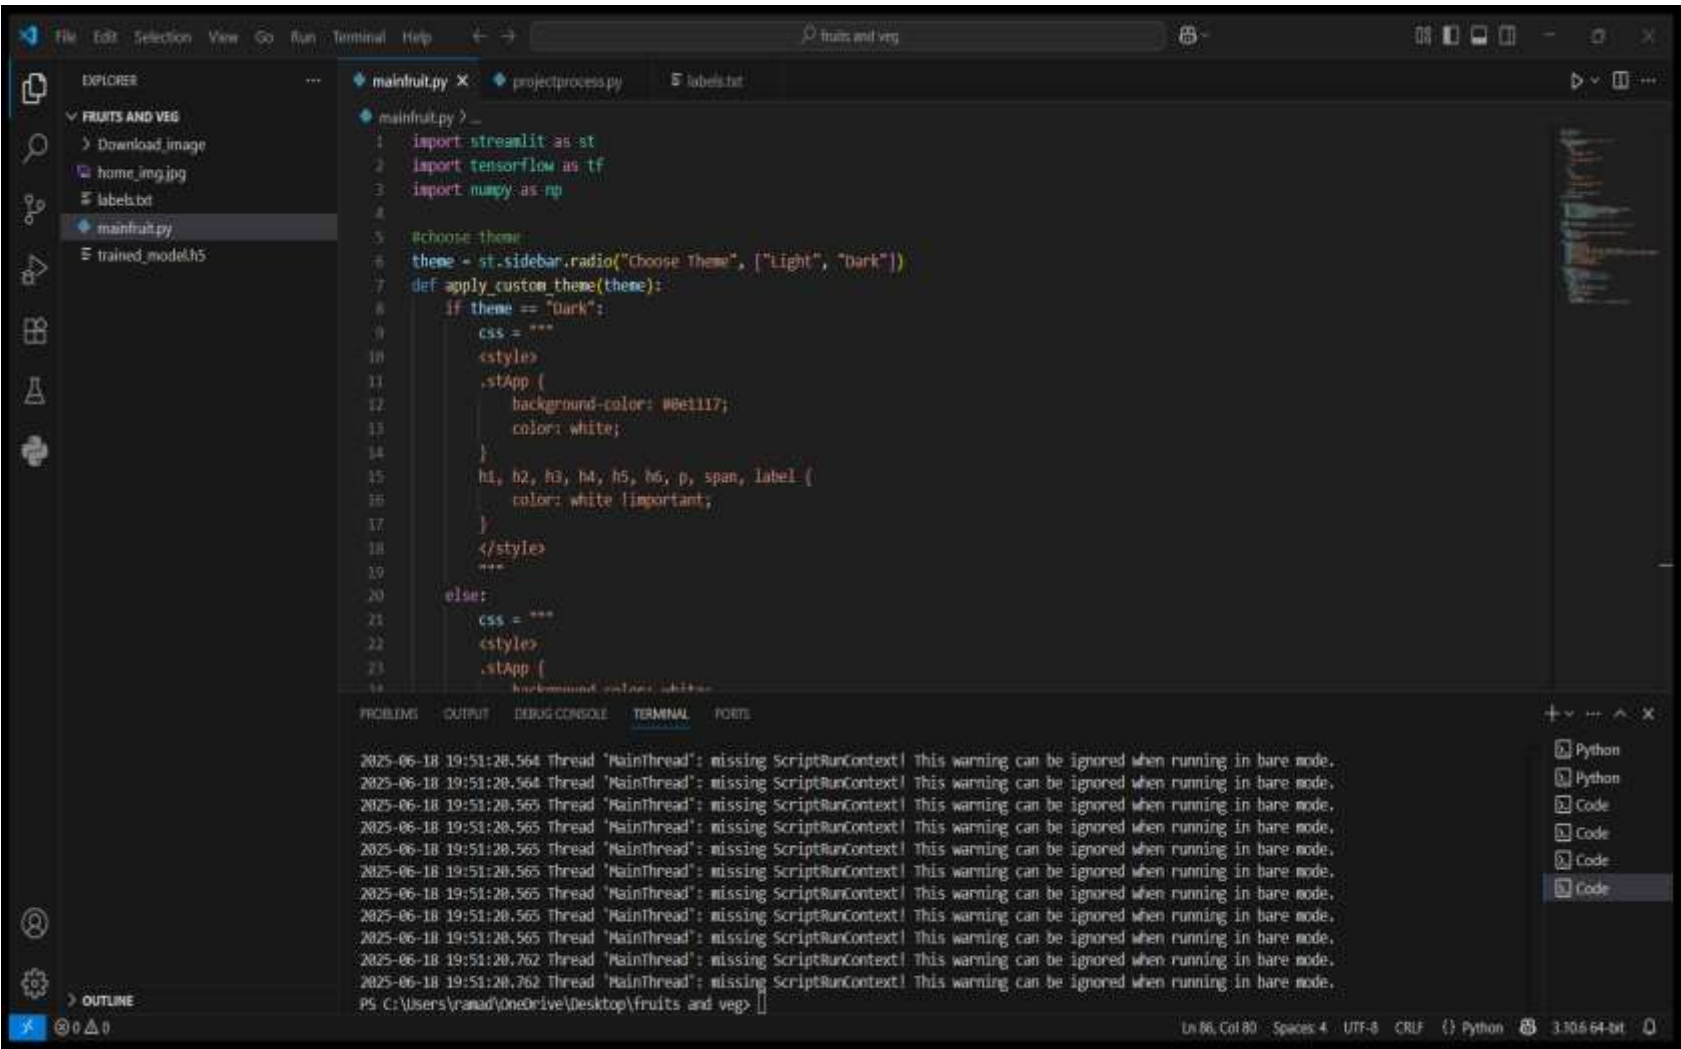 File Edit Selection View Go Run Terminal Help
fruits and veg
EXPLORER
FRUITS AND VEG
Download_image
home_img.jpg
labels.txt
mainfruit.py
trained_model.h5
OUTLINE
mainfruit.py projectprocess.py labels.txt
mainfruit.py > ...
1 import streamlit as st
2 import tensorflow as tf
3 import numpy as np
4
5 #choose theme
6 theme = st.sidebar.radio("Choose Theme", ["Light", "Dark"])
7 def apply_custom_theme(theme):
8 if theme == "Dark":
9 css = """
10 <style>
11 .stApp {
12 background-color: #0e1117;
13 color: white;
14 }
15 h1, h2, h3, h4, h5, h6, p, span, label {
16 color: white !important;
17 }
18 </style>
19 """
20 else:
21 css = """
22 <style>
23 .stApp {
24 background-color: white;
PROBLEMS OUTPUT DEBUG CONSOLE TERMINAL PORTS
2025-06-18 19:51:20.564 Thread 'MainThread': missing ScriptRunContext! This warning can be ignored when running in bare mode.
2025-06-18 19:51:20.564 Thread 'MainThread': missing ScriptRunContext! This warning can be ignored when running in bare mode.
2025-06-18 19:51:20.565 Thread 'MainThread': missing ScriptRunContext! This warning can be ignored when running in bare mode.
2025-06-18 19:51:20.565 Thread 'MainThread': missing ScriptRunContext! This warning can be ignored when running in bare mode.
2025-06-18 19:51:20.565 Thread 'MainThread': missing ScriptRunContext! This warning can be ignored when running in bare mode.
2025-06-18 19:51:20.565 Thread 'MainThread': missing ScriptRunContext! This warning can be ignored when running in bare mode.
2025-06-18 19:51:20.565 Thread 'MainThread': missing ScriptRunContext! This warning can be ignored when running in bare mode.
2025-06-18 19:51:20.565 Thread 'MainThread': missing ScriptRunContext! This warning can be ignored when running in bare mode.
2025-06-18 19:51:20.565 Thread 'MainThread': missing ScriptRunContext! This warning can be ignored when running in bare mode.
2025-06-18 19:51:20.762 Thread 'MainThread': missing ScriptRunContext! This warning can be ignored when running in bare mode.
2025-06-18 19:51:20.762 Thread 'MainThread': missing ScriptRunContext! This warning can be ignored when running in bare mode.
PS C:\Users\ramad\OneDrive\Desktop\fruits and veg>
Python
Python
Code
Code
Code
Code
0 0
Ln 86, Col 80 Spaces: 4 UTF-8 CRLF {} Python 3.10.6 64-bit